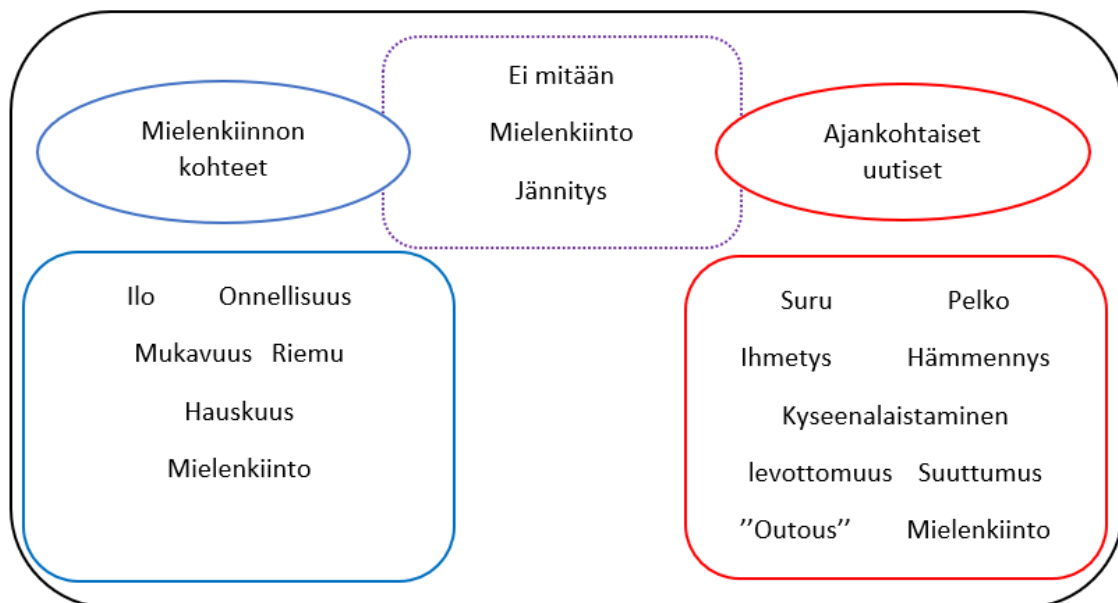 Ei mitään
Mielenkiinto
Jännitys
Mielenkiinnon
kohteet
Ajankohtaiset
uutiset
Ilo Onnellisuus
Mukavuus Riemu
Hauskuus
Mielenkiinto
Suru Pelko
Ihmetys Hämmennys
Kyseenalaistaminen
levottomuus Suuttumus
”Outous” Mielenkiinto